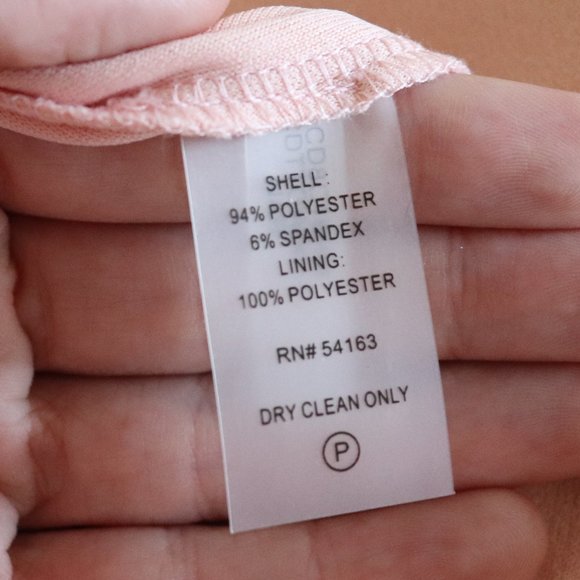 SHELL:
94% POLYESTER
6% SPANDEX
LINING:
100% POLYESTER
RN# 54163
DRY CLEAN ONLY
P